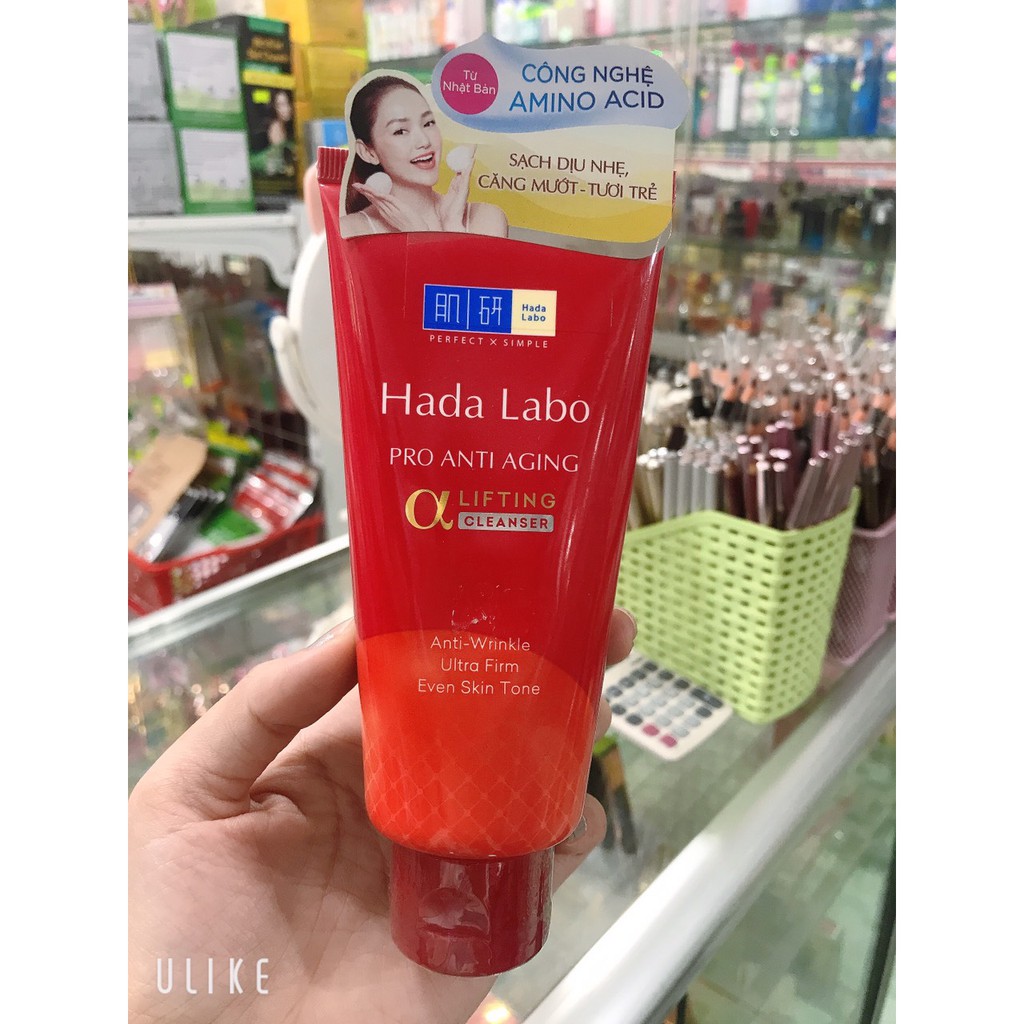 Từ
Nhật Bản
CÔNG NGHỆ
AMINO ACID
SẠCH DỊU NHẸ,
CĂNG MƯỚT - TƯƠI TRẺ
肌 研
Hada
Labo
PERFECT X SIMPLE
Hada Labo
PRO ANTI AGING
α LIFTING
CLEANSER
Anti-Wrinkle
Ultra Firm
Even Skin Tone
ULIKE